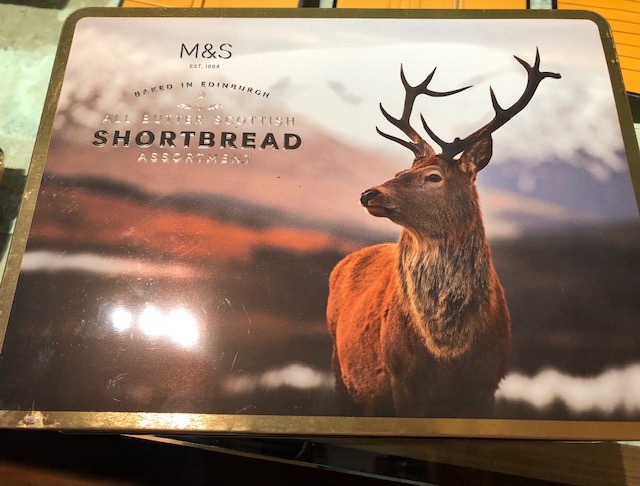 M&S
EST. 1884
BAKED IN EDINBURGH
ALL BUTTER SCOTTISH
SHORTBREAD
ASSORTMENT